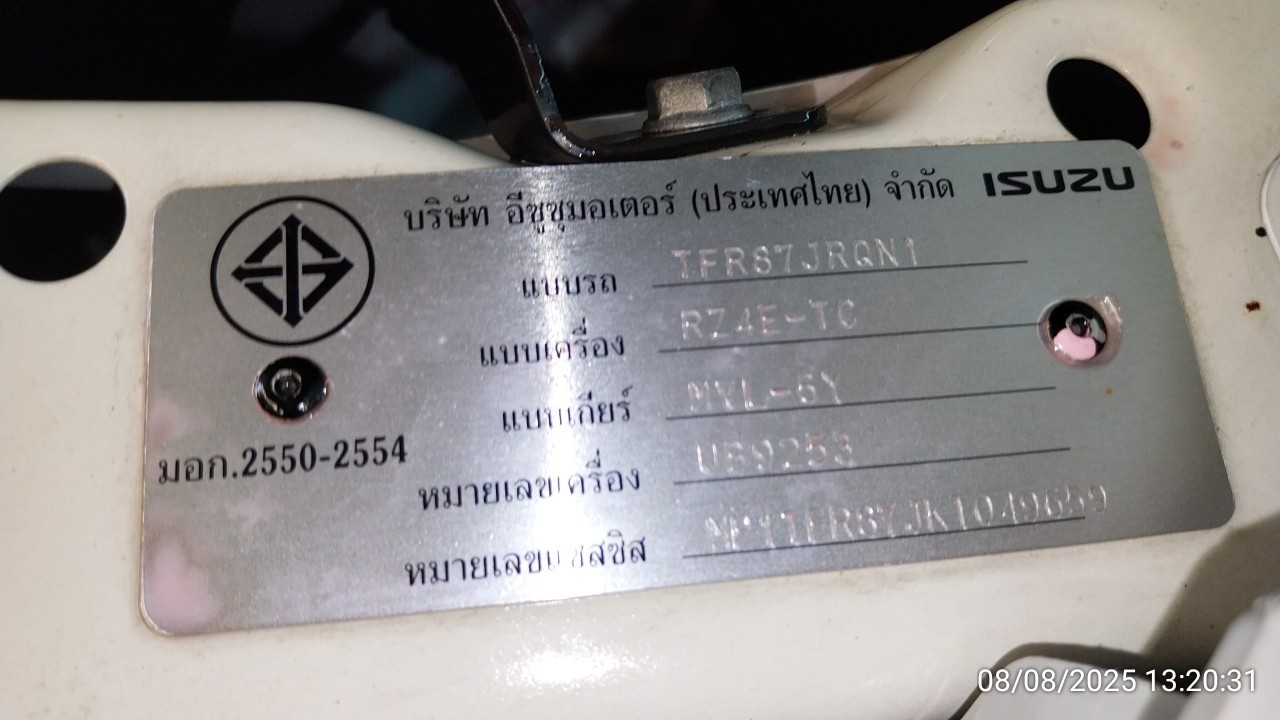 บริษัท อีซูซุมอเตอร์ (ประเทศไทย) จำกัด ISUZU
แบบรถ TFR87JRQN1
แบบเครื่อง RZ4E-TC
แบบเกียร์ MVL-6Y
มอก.2550-2554
หมายเลขเครื่อง UB9253
หมายเลขแชสซิส MP1TFR87JK1049659
08/08/2025 13:20:31